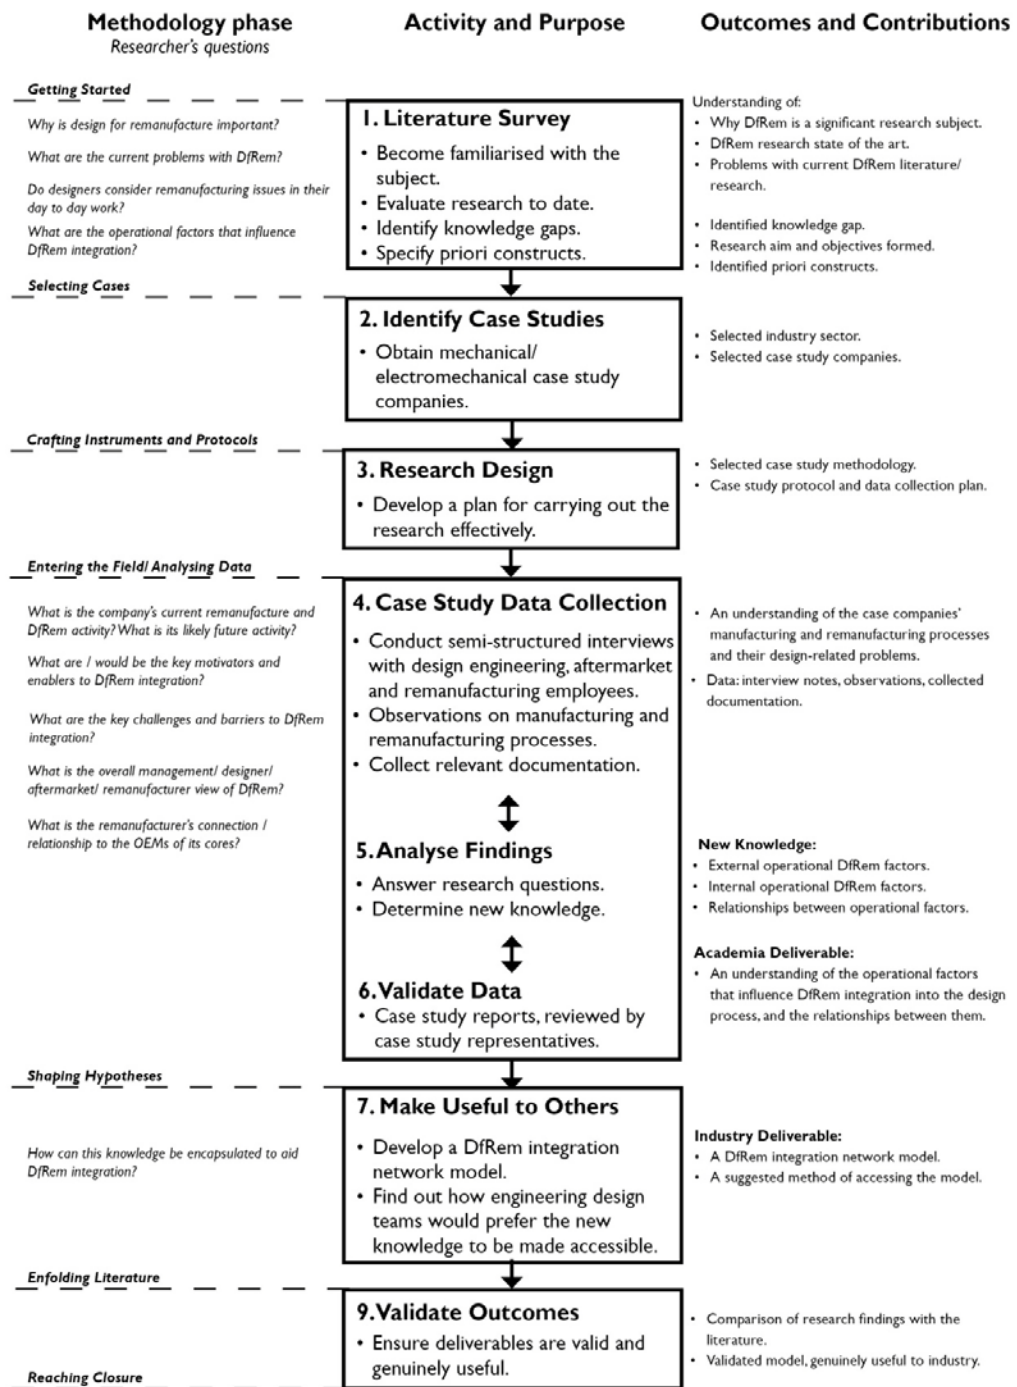 Methodology phase
Researcher's questions
Activity and Purpose
Outcomes and Contributions
Getting Started
Why is design for remanufacture important?
What are the current problems with DfRem?
Do designers consider remanufacturing issues in their
day to day work?
What are the operational factors that influence
DfRem integration?
1. Literature Survey
• Become familiarised with the
subject.
• Evaluate research to date.
• Identify knowledge gaps.
• Specify priori constructs.
Understanding of:
• Why DfRem is a significant research subject.
• DfRem research state of the art.
• Problems with current DfRem literature/
research.
• Identified knowledge gap.
• Research aim and objectives formed.
• Identified priori constructs.
Selecting Cases
2. Identify Case Studies
• Obtain mechanical/
electromechanical case study
companies.
• Selected industry sector.
• Selected case study companies.
Crafting Instruments and Protocols
3. Research Design
• Develop a plan for carrying out the
research effectively.
• Selected case study methodology.
• Case study protocol and data collection plan.
Entering the Field/ Analysing Data
What is the company's current remanufacture and
DfRem activity? What is its likely future activity?
What are / would be the key motivators and
enablers to DfRem integration?
What are the key challenges and barriers to DfRem
integration?
What is the overall management/ designer/
aftermarket/ remanufacturer view of DfRem?
What is the remanufacturer's connection /
relationship to the OEMs of its cores?
4. Case Study Data Collection
• Conduct semi-structured interviews
with design engineering, aftermarket
and remanufacturing employees.
• Observations on manufacturing and
remanufacturing processes.
• Collect relevant documentation.
• An understanding of the case companies'
manufacturing and remanufacturing processes
and their design-related problems.
• Data: interview notes, observations, collected
documentation.
5. Analyse Findings
• Answer research questions.
• Determine new knowledge.
New Knowledge:
• External operational DfRem factors.
• Internal operational DfRem factors.
• Relationships between operational factors.
6. Validate Data
• Case study reports, reviewed by
case study representatives.
Academia Deliverable:
• An understanding of the operational factors
that influence DfRem integration into the design
process, and the relationships between them.
Shaping Hypotheses
How can this knowledge be encapsulated to aid
DfRem integration?
7. Make Useful to Others
• Develop a DfRem integration
network model.
• Find out how engineering design
teams would prefer the new
knowledge to be made accessible.
Industry Deliverable:
• A DfRem integration network model.
• A suggested method of accessing the model.
Enfolding Literature
9. Validate Outcomes
• Ensure deliverables are valid and
genuinely useful.
• Comparison of research findings with the
literature.
• Validated model, genuinely useful to industry.
Reaching Closure